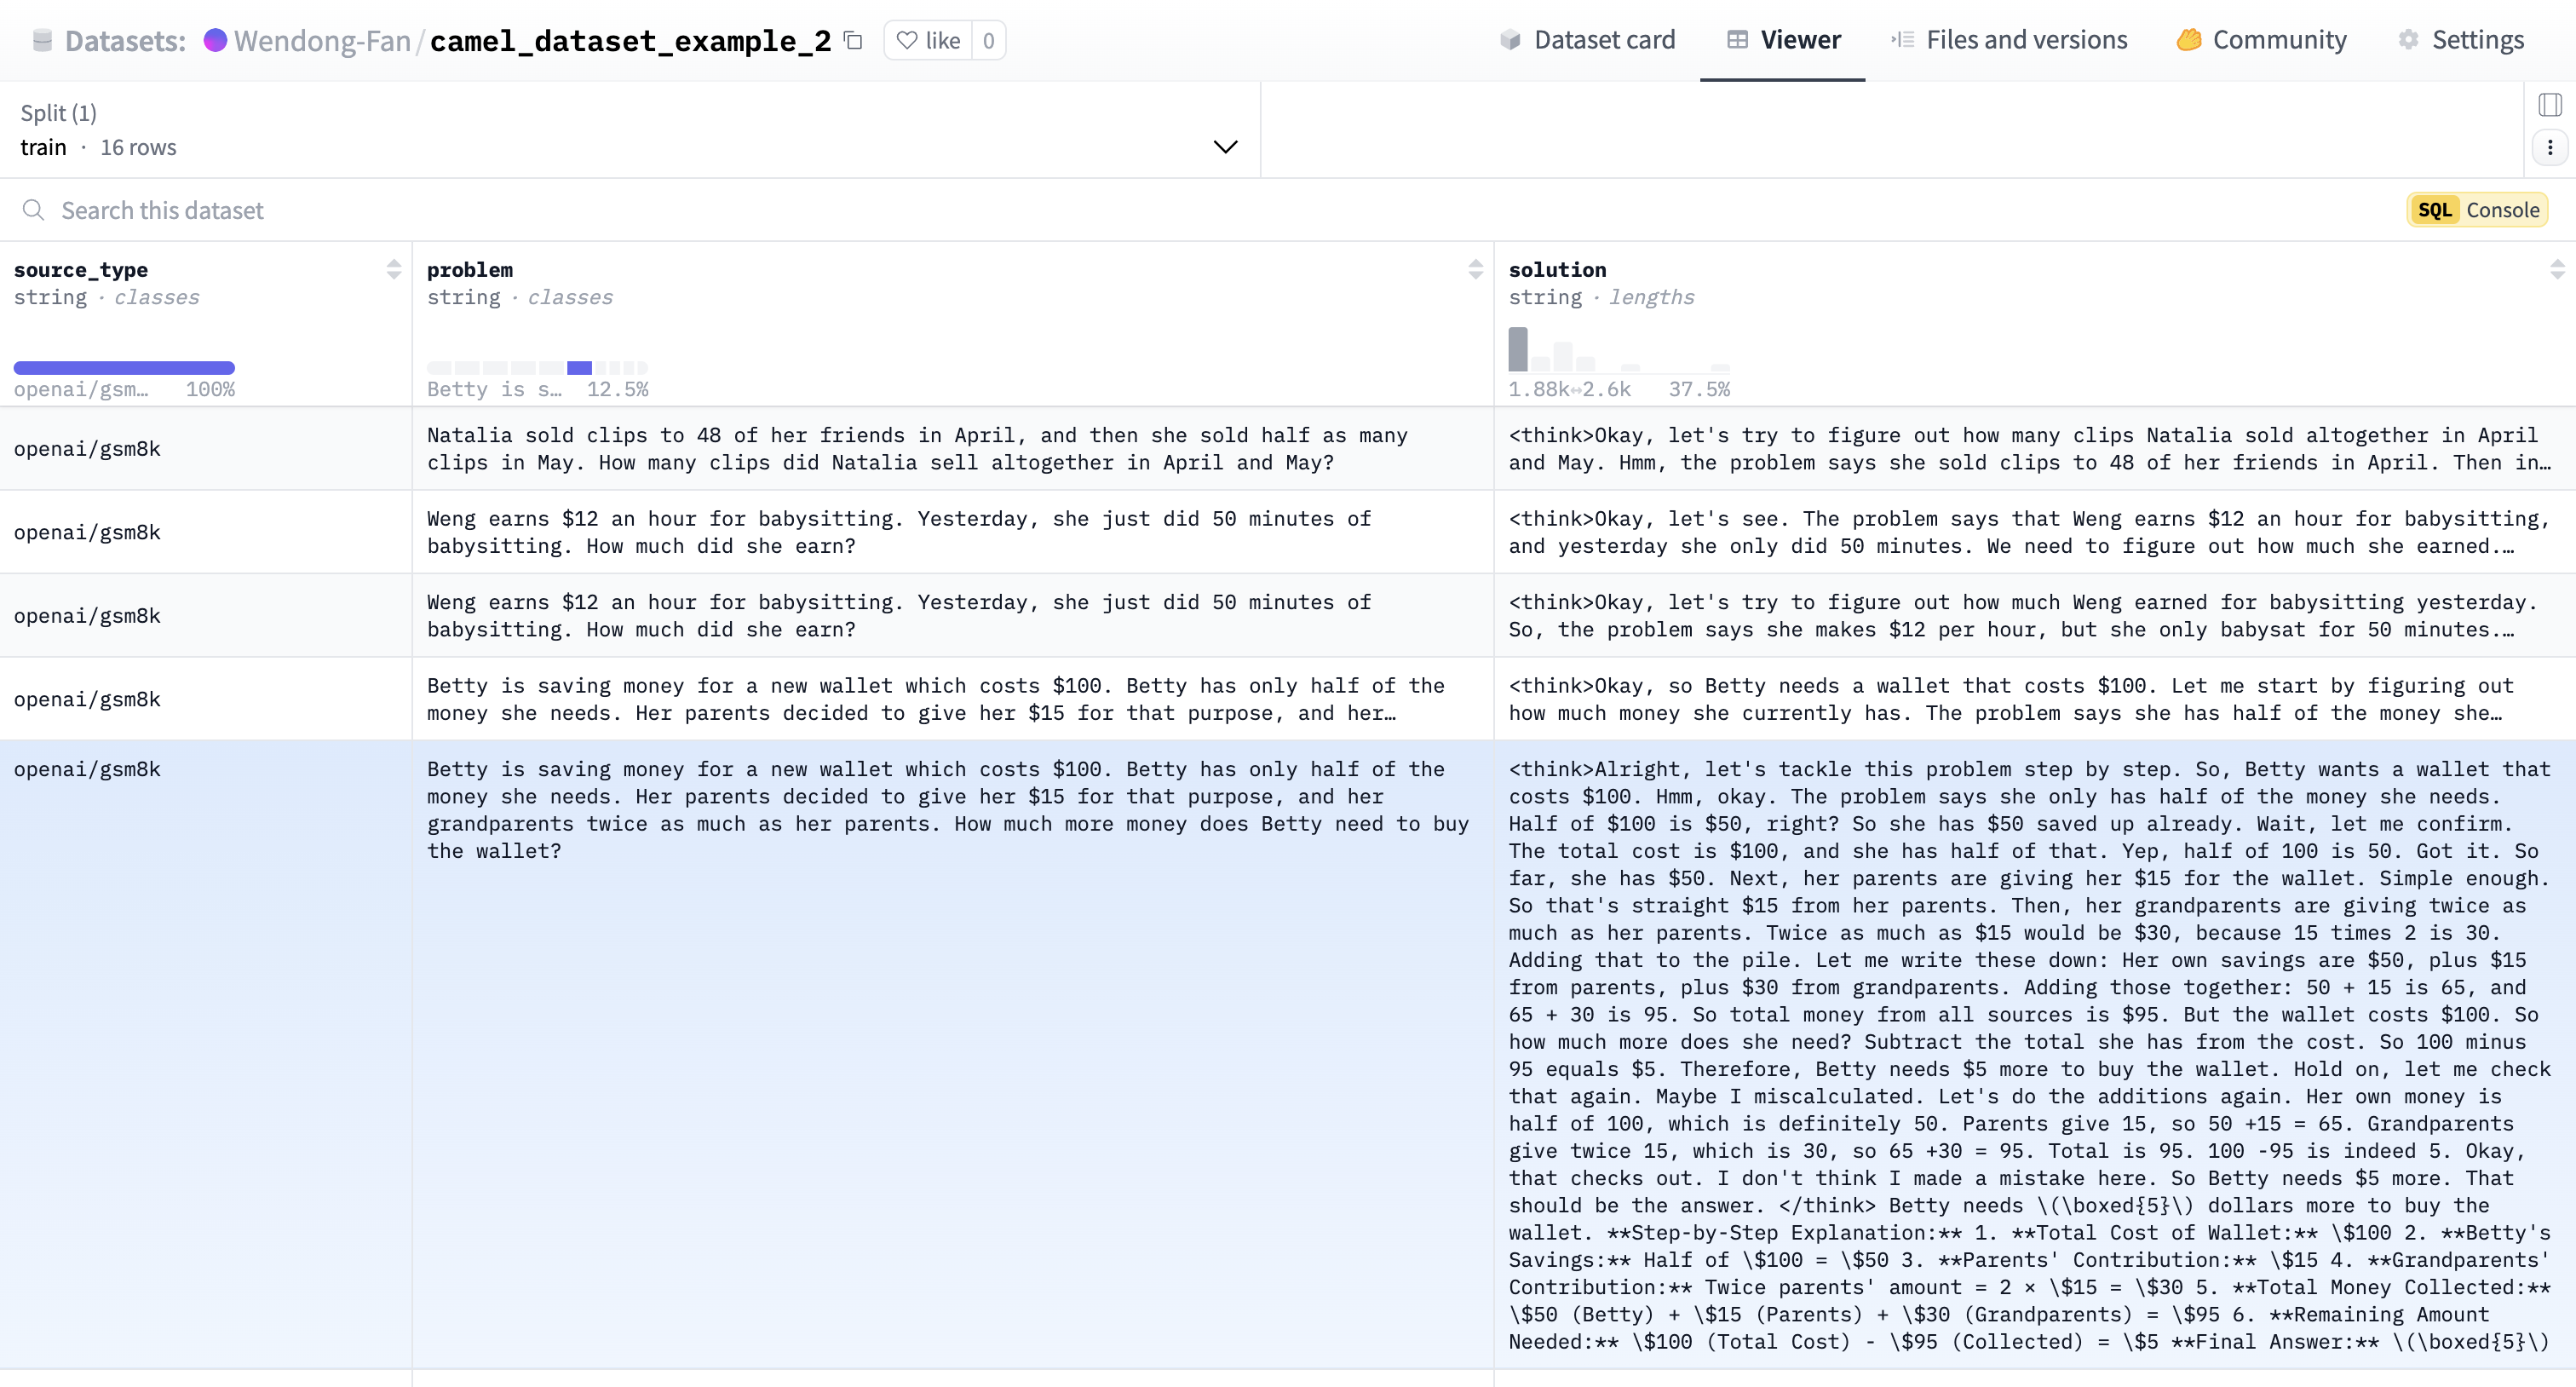 Datasets: Wendong-Fan/camel_dataset_example_2 like 0 Dataset card Viewer Files and versions Community Settings
Split (1)
train · 16 rows
Search this dataset SQL Console
source_type problem solution
string · classes string · classes string · lengths
openai/gsm… 100% Betty is s… 12.5% 1.88k↔2.6k 37.5%
openai/gsm8k
Natalia sold clips to 48 of her friends in April, and then she sold half as many
clips in May. How many clips did Natalia sell altogether in April and May?
<think>Okay, let's try to figure out how many clips Natalia sold altogether in April
and May. Hmm, the problem says she sold clips to 48 of her friends in April. Then in…
openai/gsm8k
Weng earns $12 an hour for babysitting. Yesterday, she just did 50 minutes of
babysitting. How much did she earn?
<think>Okay, let's see. The problem says that Weng earns $12 an hour for babysitting,
and yesterday she only did 50 minutes. We need to figure out how much she earned.…
openai/gsm8k
Weng earns $12 an hour for babysitting. Yesterday, she just did 50 minutes of
babysitting. How much did she earn?
<think>Okay, let's try to figure out how much Weng earned for babysitting yesterday.
So, the problem says she makes $12 per hour, but she only babysat for 50 minutes.…
openai/gsm8k
Betty is saving money for a new wallet which costs $100. Betty has only half of the
money she needs. Her parents decided to give her $15 for that purpose, and her…
<think>Okay, so Betty needs a wallet that costs $100. Let me start by figuring out
how much money she currently has. The problem says she has half of the money she…
openai/gsm8k
Betty is saving money for a new wallet which costs $100. Betty has only half of the
money she needs. Her parents decided to give her $15 for that purpose, and her
grandparents twice as much as her parents. How much more money does Betty need to buy
the wallet?
<think>Alright, let's tackle this problem step by step. So, Betty wants a wallet that
costs $100. Hmm, okay. The problem says she only has half of the money she needs.
Half of $100 is $50, right? So she has $50 saved up already. Wait, let me confirm.
The total cost is $100, and she has half of that. Yep, half of 100 is 50. Got it. So
far, she has $50. Next, her parents are giving her $15 for the wallet. Simple enough.
So that's straight $15 from her parents. Then, her grandparents are giving twice as
much as her parents. Twice as much as $15 would be $30, because 15 times 2 is 30.
Adding that to the pile. Let me write these down: Her own savings are $50, plus $15
from parents, plus $30 from grandparents. Adding those together: 50 + 15 is 65, and
65 + 30 is 95. So total money from all sources is $95. But the wallet costs $100. So
how much more does she need? Subtract the total she has from the cost. So 100 minus
95 equals $5. Therefore, Betty needs $5 more to buy the wallet. Hold on, let me check
that again. Maybe I miscalculated. Let's do the additions again. Her own money is
half of 100, which is definitely 50. Parents give 15, so 50 +15 = 65. Grandparents
give twice 15, which is 30, so 65 +30 = 95. Total is 95. 100 -95 is indeed 5. Okay,
that checks out. I don't think I made a mistake here. So Betty needs $5 more. That
should be the answer. </think> Betty needs \(\boxed{5}\) dollars more to buy the
wallet. **Step-by-Step Explanation:** 1. **Total Cost of Wallet:** \$100 2. **Betty's
Savings:** Half of \$100 = \$50 3. **Parents' Contribution:** \$15 4. **Grandparents'
Contribution:** Twice parents' amount = 2 × \$15 = \$30 5. **Total Money Collected:**
\$50 (Betty) + \$15 (Parents) + \$30 (Grandparents) = \$95 6. **Remaining Amount
Needed:** \$100 (Total Cost) - \$95 (Collected) = \$5 **Final Answer:** \(\boxed{5}\)